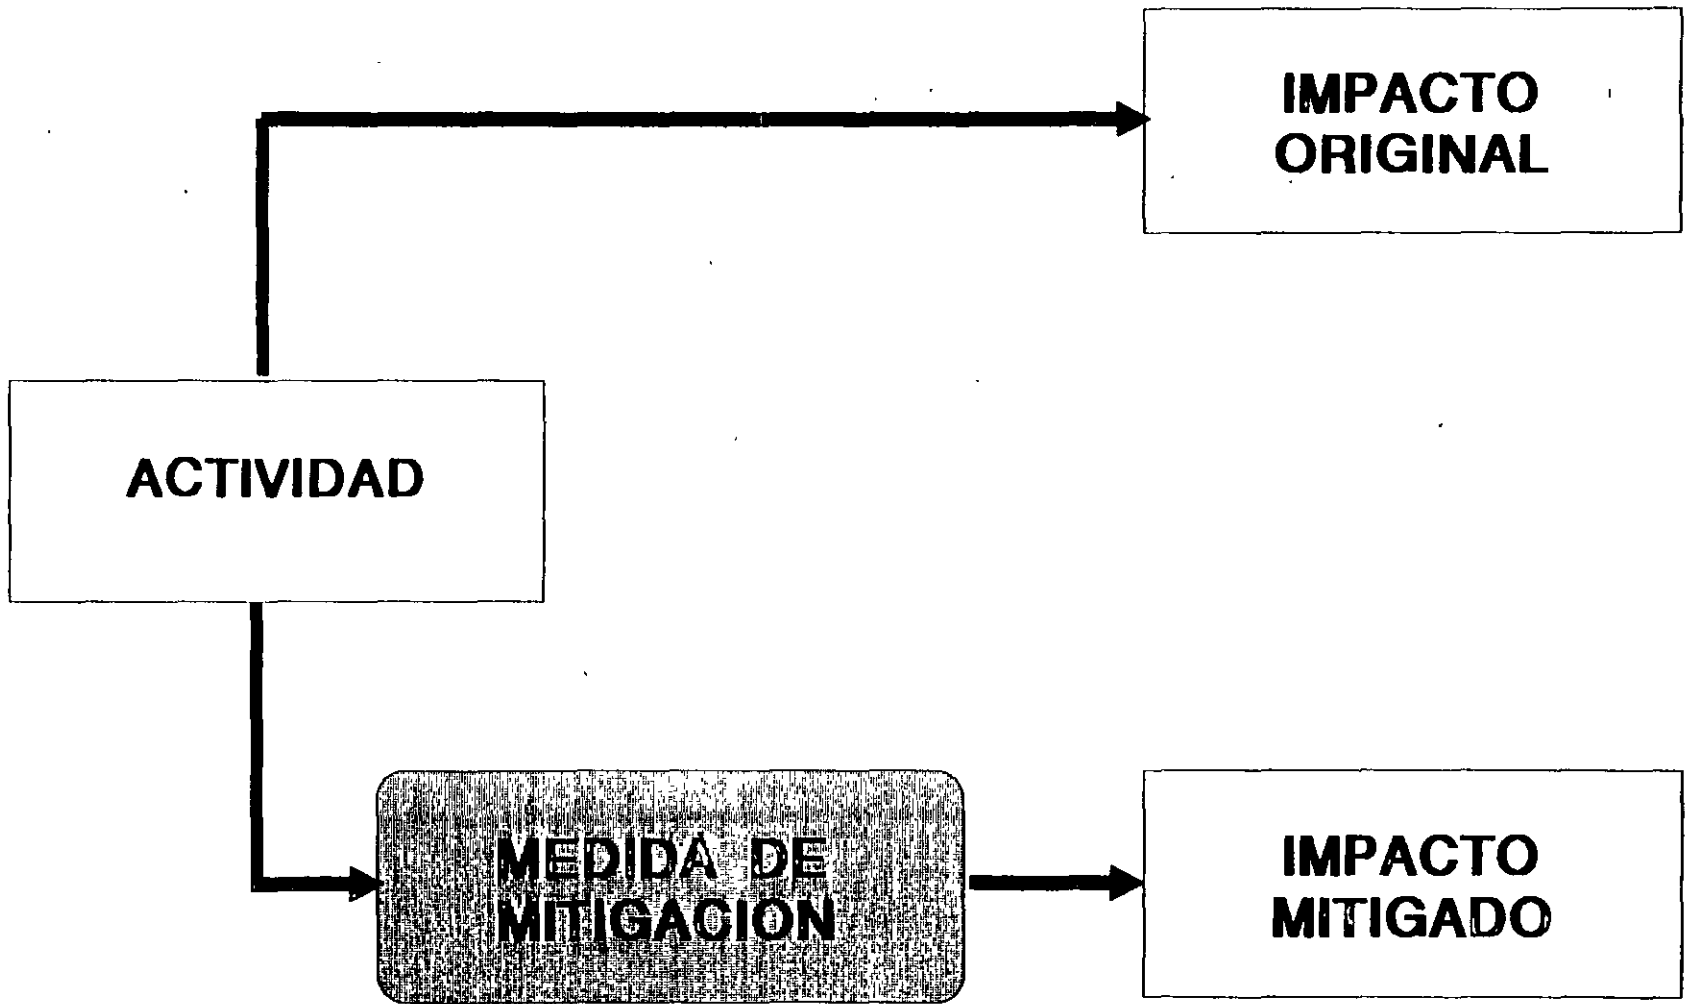 IMPACTO
ORIGINAL
ACTIVIDAD
MEDIDA DE
MITIGACION
IMPACTO
MITIGADO